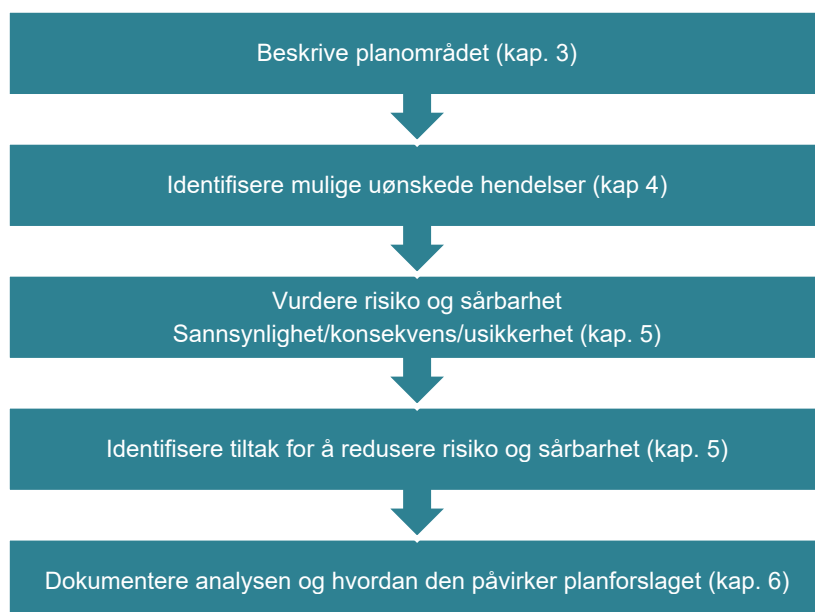 Beskrive planområdet (kap. 3)
Identifisere mulige uønskede hendelser (kap 4)
Vurdere risiko og sårbarhet
Sannsynlighet/konsekvens/usikkerhet (kap. 5)
Identifisere tiltak for å redusere risiko og sårbarhet (kap. 5)
Dokumentere analysen og hvordan den påvirker planforslaget (kap. 6)